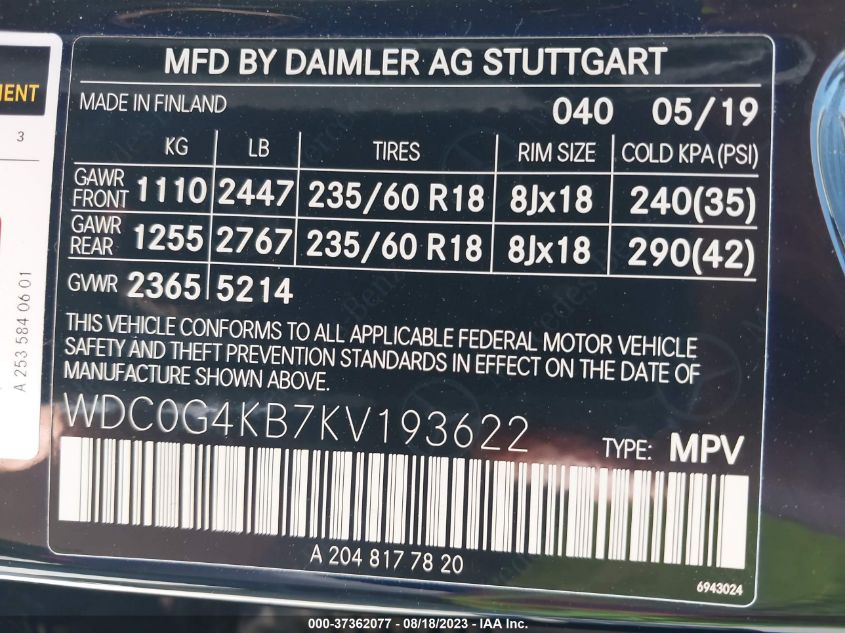 MFD BY DAIMLER AG STUTTGART
MADE IN FINLAND 040 05/19
KG LB TIRES RIM SIZE COLD KPA (PSI)
GAWR FRONT 1110 2447 235/60 R18 8Jx18 240(35)
GAWR REAR 1255 2767 235/60 R18 8Jx18 290(42)
GVWR 2365 5214
THIS VEHICLE CONFORMS TO ALL APPLICABLE FEDERAL MOTOR VEHICLE
SAFETY AND THEFT PREVENTION STANDARDS IN EFFECT ON THE DATE OF
MANUFACTURE SHOWN ABOVE.
WDC0G4KB7KV193622 TYPE: MPV
A 204 817 78 20
6943024
MENT
3
A 253 584 06 01
000-37362077 - 08/18/2023 - IAA Inc.